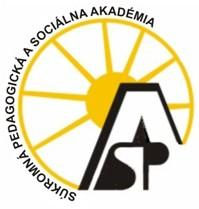 SÚKROMNÁ PEDAGOGICKÁ A SOCIÁLNA AKADÉMIA
ASP